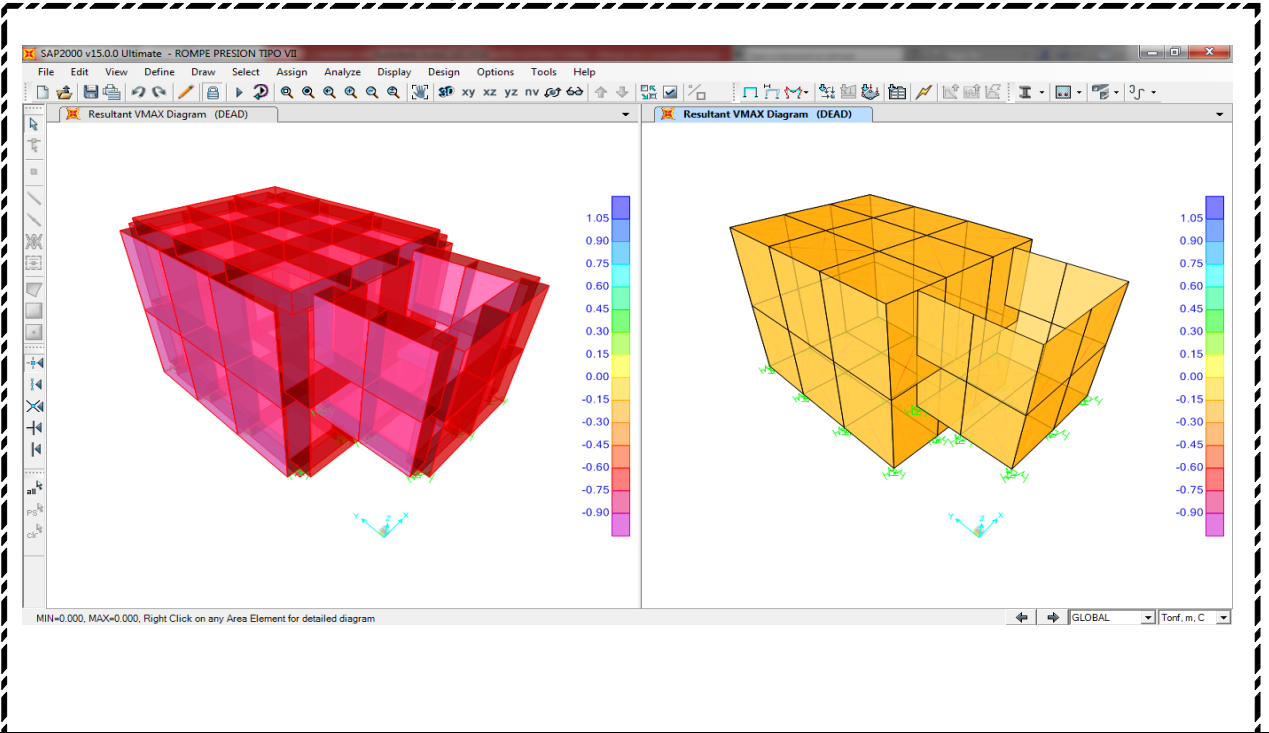 SAP2000 v15.0.0 Ultimate - ROMPE PRESION TIPO VII
File Edit View Define Draw Select Assign Analyze Display Design Options Tools Help
3D xy xz yz nv
Resultant VMAX Diagram (DEAD)
Resultant VMAX Diagram (DEAD)
1.05
0.90
0.75
0.60
0.45
0.30
0.15
0.00
-0.15
-0.30
-0.45
-0.60
-0.75
-0.90
1.05
0.90
0.75
0.60
0.45
0.30
0.15
0.00
-0.15
-0.30
-0.45
-0.60
-0.75
-0.90
all
PS
clr
Y Z X
Y Z X
MIN=0.000, MAX=0.000, Right Click on any Area Element for detailed diagram
GLOBAL
Tonf, m, C